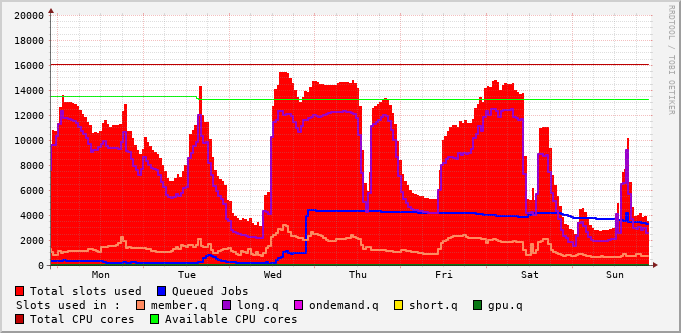 RRDTOOL / TOBI OETIKER
20000
18000
16000
14000
12000
10000
8000
6000
4000
2000
0
Mon Tue Wed Thu Fri Sat Sun
Total slots used Queued Jobs
Slots used in : member.q long.q ondemand.q short.q gpu.q
Total CPU cores Available CPU cores